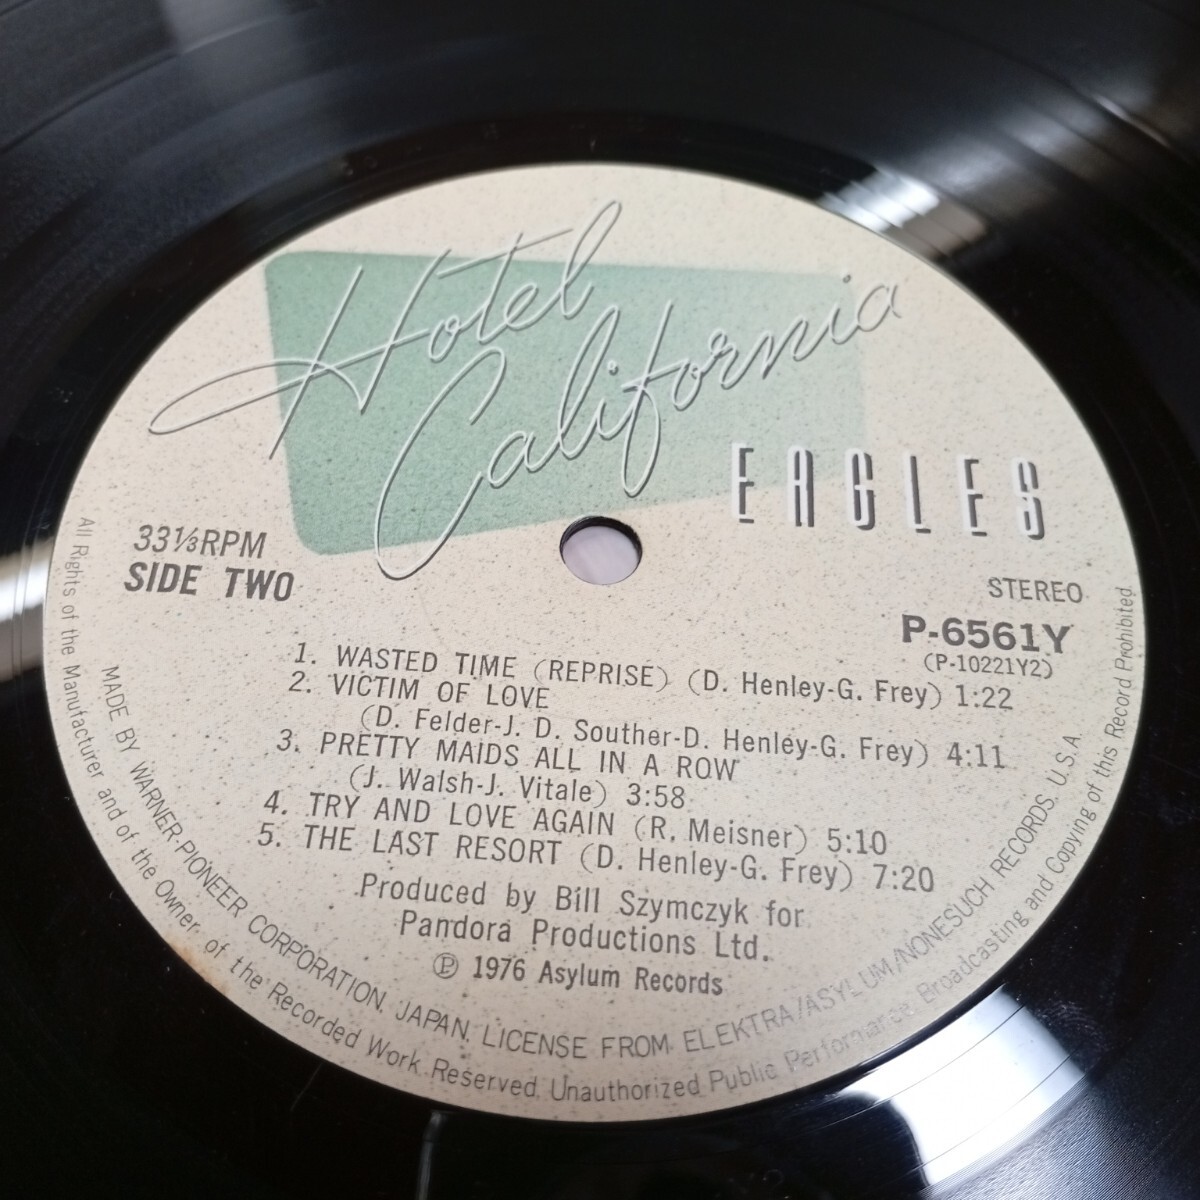 Hotel
California
EAGLES
33⅓RPM
SIDE TWO
STEREO
P-6561Y
(P-10221Y2)
1. WASTED TIME (REPRISE) (D. Henley-G. Frey) 1:22
2. VICTIM OF LOVE
(D. Felder-J. D. Souther-D. Henley-G. Frey) 4:11
3. PRETTY MAIDS ALL IN A ROW
(J. Walsh-J. Vitale) 3:58
4. TRY AND LOVE AGAIN (R. Meisner) 5:10
5. THE LAST RESORT (D. Henley-G. Frey) 7:20
Produced by Bill Szymczyk for
Pandora Productions Ltd.
℗ 1976 Asylum Records
MADE BY WARNER-PIONEER CORPORATION, JAPAN, LICENSE FROM ELEKTRA/ASYLUM/NONESUCH RECORDS, U.S.A.
All Rights of the Manufacturer and of the Owner of the Recorded Work Reserved. Unauthorized Public Performance, Broadcasting and Copying of this Record Prohibited.